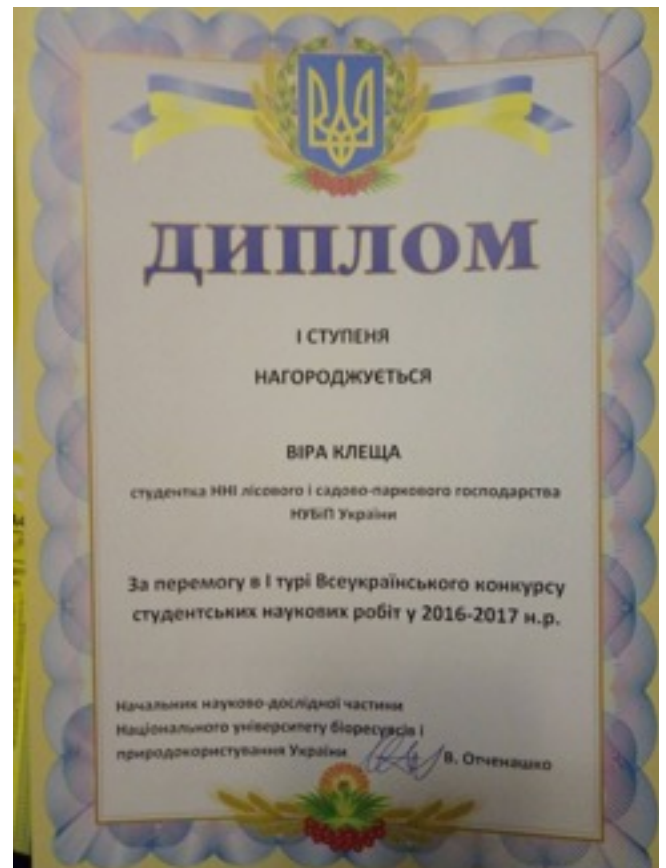 ДИПЛОМ
І СТУПЕНЯ
НАГОРОДЖУЄТЬСЯ
ВІРА КЛЕЩА
студентка ННІ лісового і садово-паркового господарства
НУБіП України
За перемогу в І турі Всеукраїнського конкурсу
студентських наукових робіт у 2016-2017 н.р.
Начальник науково-дослідної частини
Національного університету біоресурсів і
природокористування України В. Отченашко